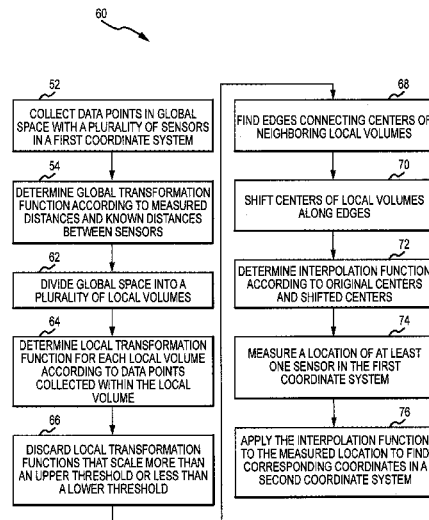 60
52
COLLECT DATA POINTS IN GLOBAL
SPACE WITH A PLURALITY OF SENSORS
IN A FIRST COORDINATE SYSTEM
54
DETERMINE GLOBAL TRANSFORMATION
FUNCTION ACCORDING TO MEASURED
DISTANCES AND KNOWN DISTANCES
BETWEEN SENSORS
62
DIVIDE GLOBAL SPACE INTO A
PLURALITY OF LOCAL VOLUMES
64
DETERMINE LOCAL TRANSFORMATION
FUNCTION FOR EACH LOCAL VOLUME
ACCORDING TO DATA POINTS
COLLECTED WITHIN THE LOCAL
VOLUME
66
DISCARD LOCAL TRANSFORMATION
FUNCTIONS THAT SCALE MORE THAN
AN UPPER THRESHOLD OR LESS THAN
A LOWER THRESHOLD
68
FIND EDGES CONNECTING CENTERS OF
NEIGHBORING LOCAL VOLUMES
70
SHIFT CENTERS OF LOCAL VOLUMES
ALONG EDGES
72
DETERMINE INTERPOLATION FUNCTION
ACCORDING TO ORIGINAL CENTERS
AND SHIFTED CENTERS
74
MEASURE A LOCATION OF AT LEAST
ONE SENSOR IN THE FIRST
COORDINATE SYSTEM
76
APPLY THE INTERPOLATION FUNCTION
TO THE MEASURED LOCATION TO FIND
CORRESPONDING COORDINATES IN A
SECOND COORDINATE SYSTEM